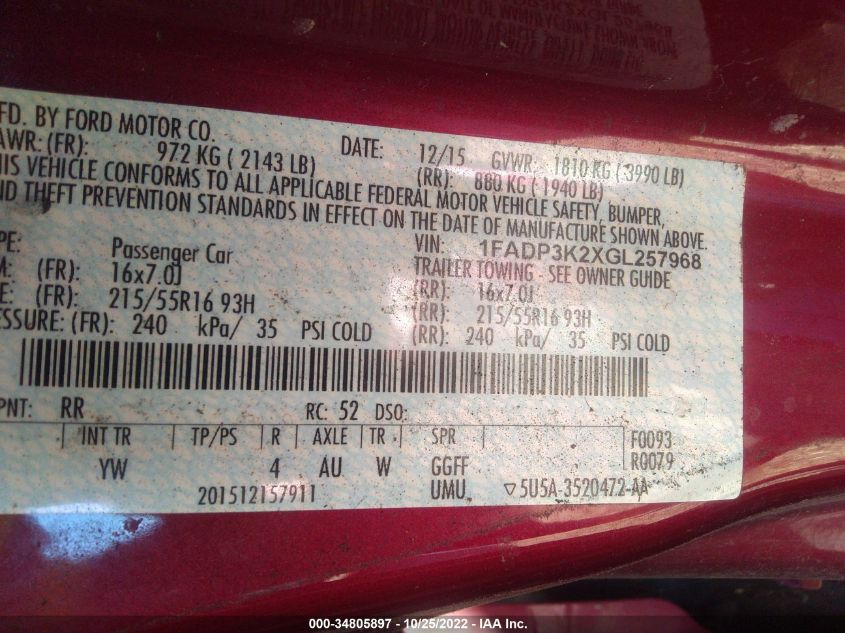 FD. BY FORD MOTOR CO.
AWR: (FR): 972 KG ( 2143 LB) DATE: 12/15 GVWR: 1810 KG ( 3990 LB)
(RR): 880 KG ( 1940 LB)
HIS VEHICLE CONFORMS TO ALL APPLICABLE FEDERAL MOTOR VEHICLE SAFETY, BUMPER,
ND THEFT PREVENTION STANDARDS IN EFFECT ON THE DATE OF MANUFACTURE SHOWN ABOVE.
PE: Passenger Car VIN: 1FADP3K2XGL257968
TRAILER TOWING - SEE OWNER GUIDE
M: (FR): 16x7.0J (RR): 16x7.0J
E: (FR): 215/55R16 93H (RR): 215/55R16 93H
ESSURE: (FR): 240 kPa/ 35 PSI COLD (RR): 240 kPa/ 35 PSI COLD
PNT: RR RC: 52 DSO:
INT TR TP/PS R AXLE TR SPR F0093
YW 4 AU W GGFF R0079
201512157911 UMU ▽5U5A-3520472-AA
000-34805897 - 10/25/2022 - IAA Inc.